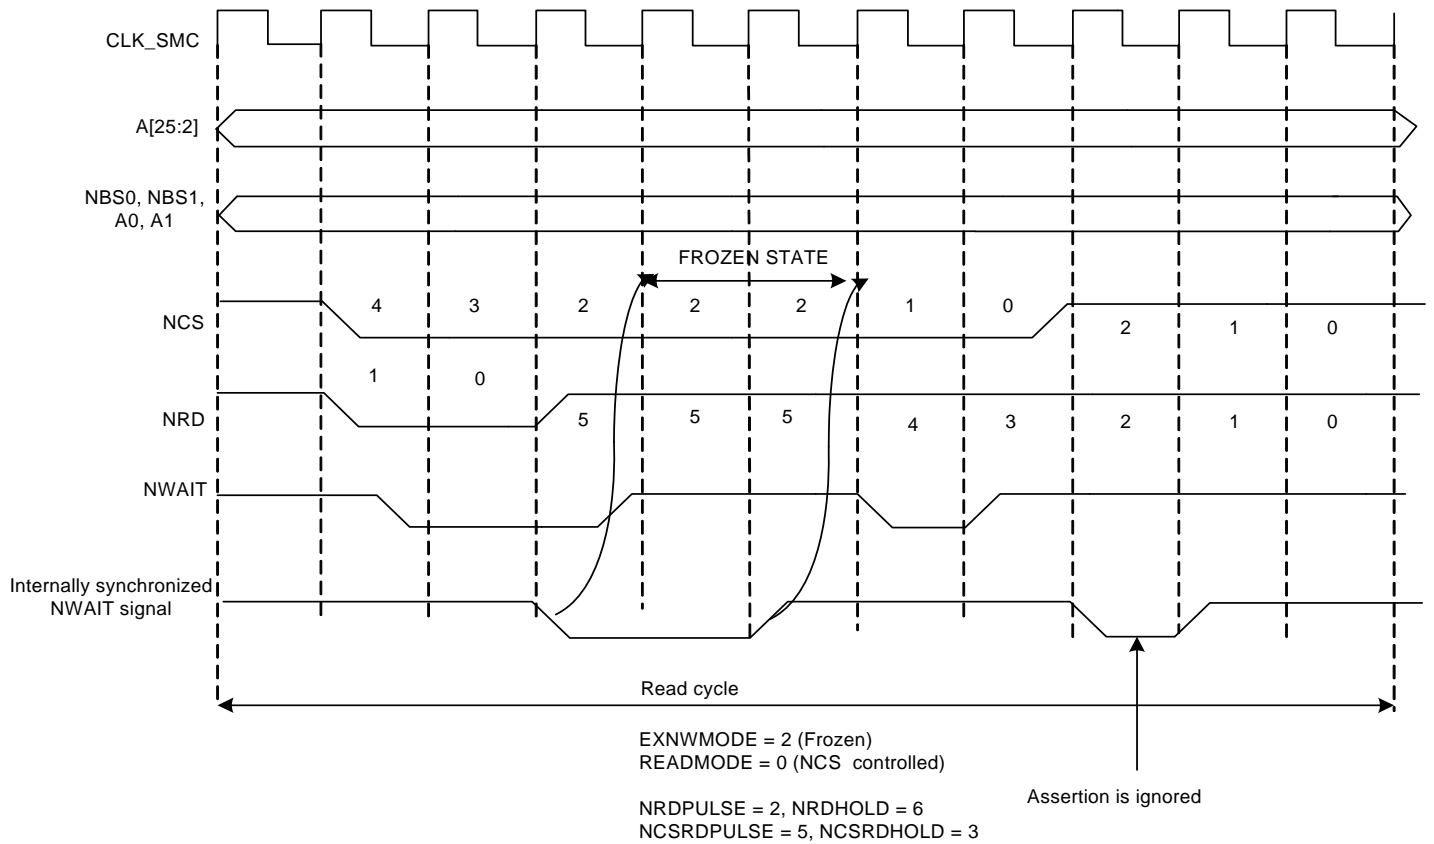 CLK_SMC
A[25:2]
NBS0, NBS1,
A0, A1
FROZEN STATE
NCS
4 3 2 2 2 1 0
2 1 0
1 0
NRD
5 5 5 4 3 2 1 0
NWAIT
Internally synchronized
NWAIT signal
Read cycle
EXNWMODE = 2 (Frozen)
READMODE = 0 (NCS controlled)
Assertion is ignored
NRDPULSE = 2, NRDHOLD = 6
NCSRDPULSE = 5, NCSRDHOLD = 3